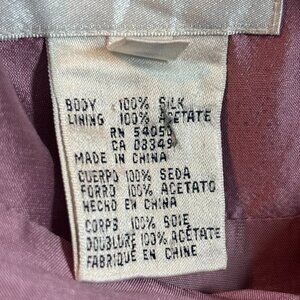 BODY 100% SILK
LINING 100% ACETATE
RN 54050
CA 08349
MADE IN CHINA
CUERPO 100% SEDA
FORRO 100% ACETATO
HECHO EN CHINA
CORPS 100% SOIE
DOUBLURE 100% ACETATE
FABRIQUE EN CHINE